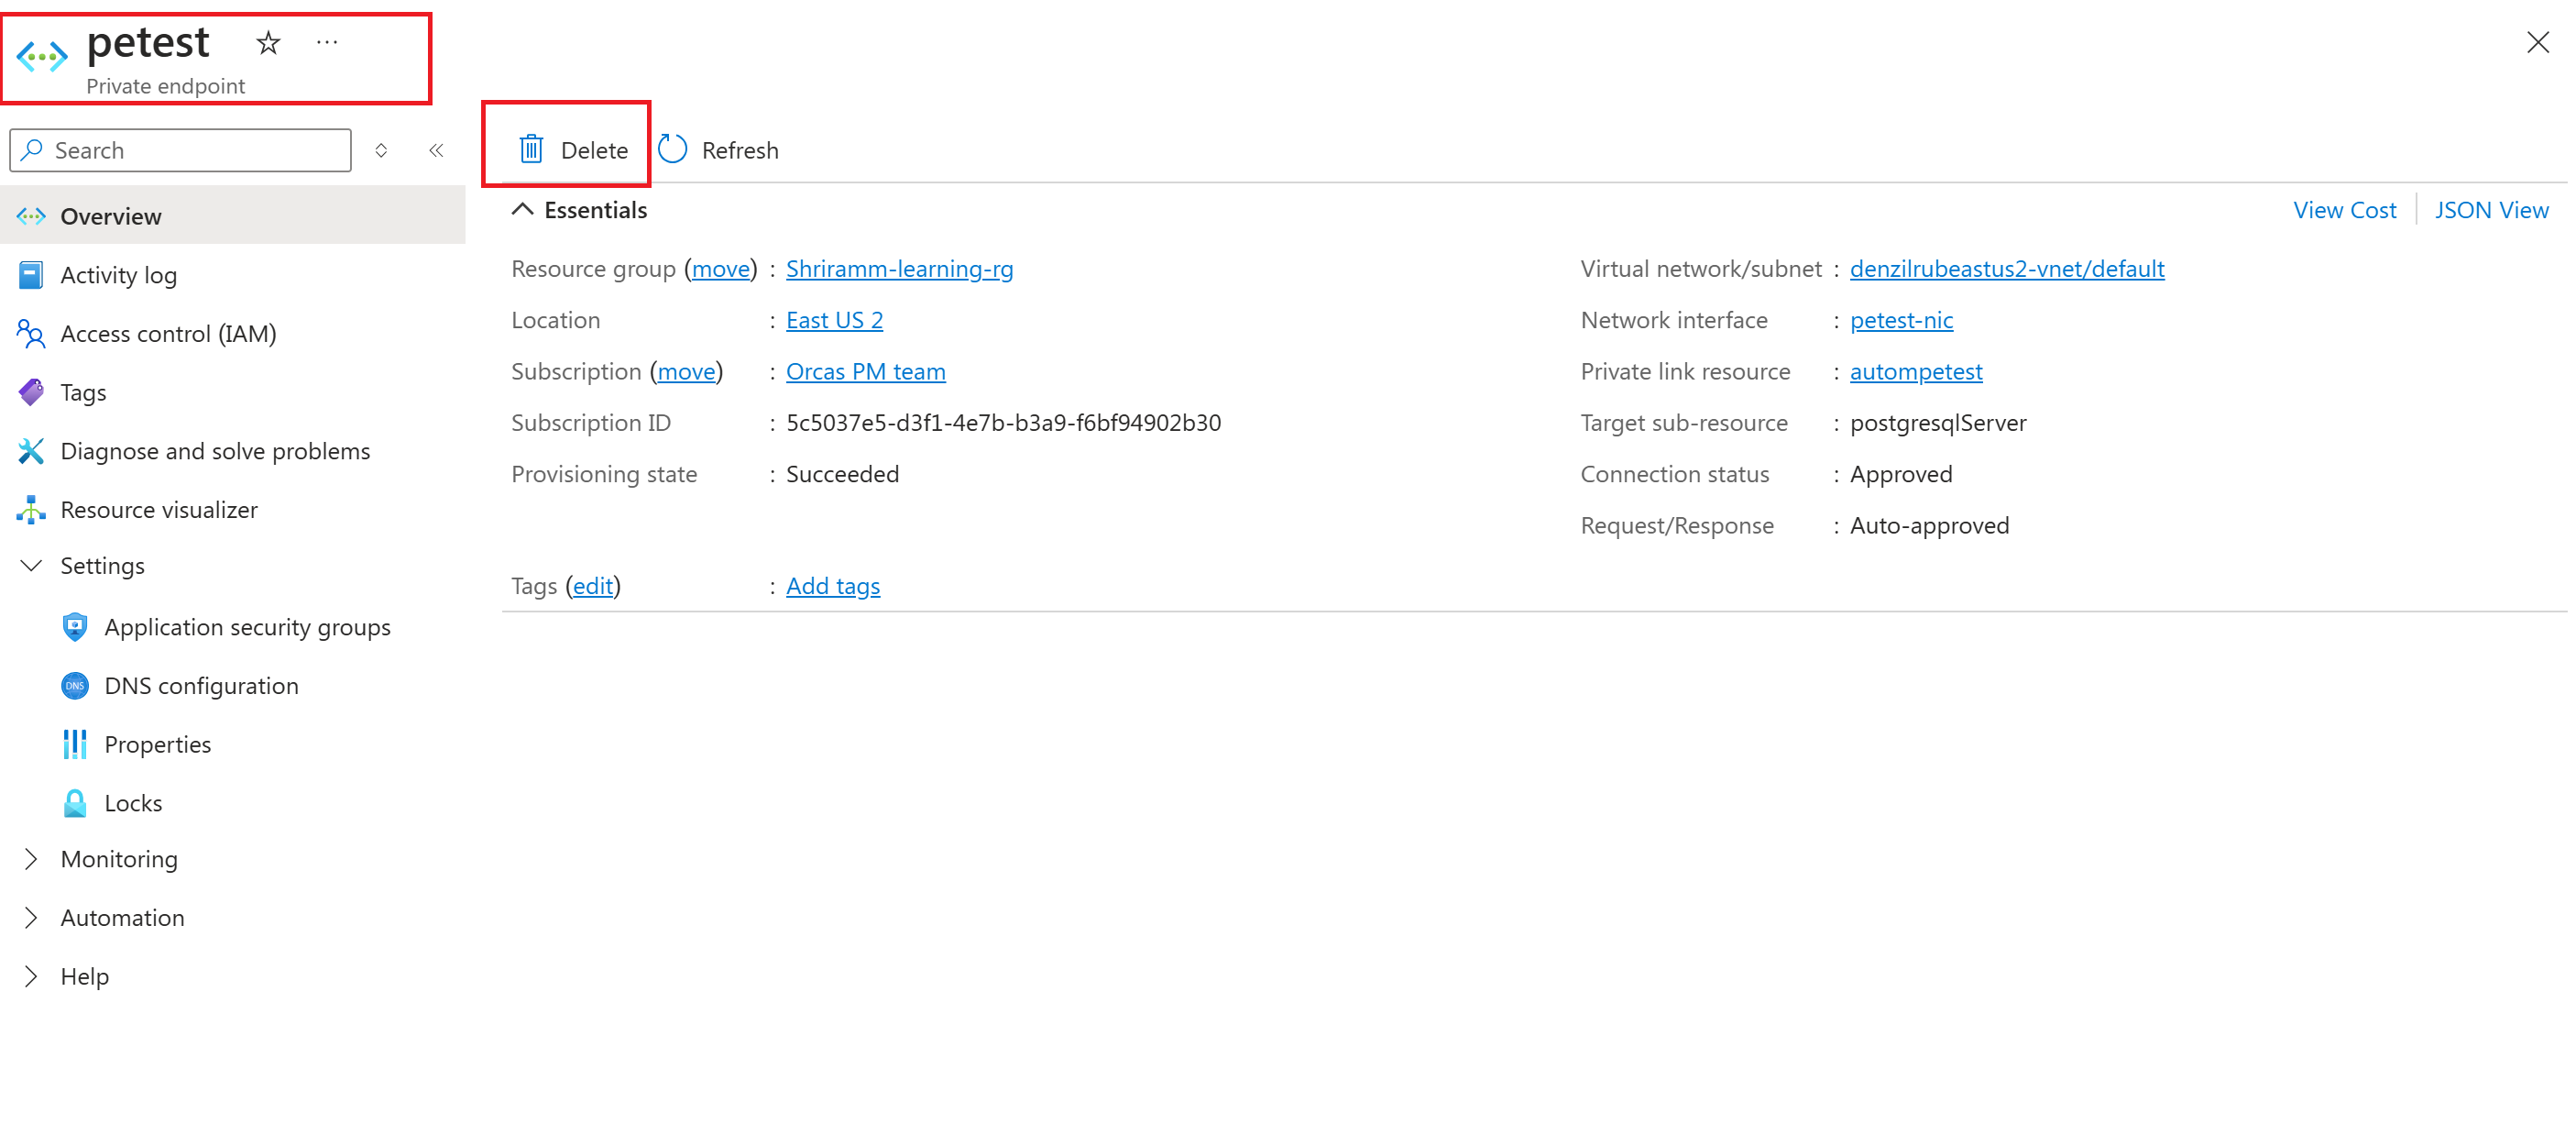 petest
Private endpoint
Search
Delete
Refresh
Overview
Activity log
Access control (IAM)
Tags
Diagnose and solve problems
Resource visualizer
Settings
Application security groups
DNS
DNS configuration
Properties
Locks
Monitoring
Automation
Help
Essentials
View Cost
JSON View
Resource group (move) : Shriramm-learning-rg
Location : East US 2
Subscription (move) : Orcas PM team
Subscription ID : 5c5037e5-d3f1-4e7b-b3a9-f6bf94902b30
Provisioning state : Succeeded
Virtual network/subnet : denzilrubeastus2-vnet/default
Network interface : petest-nic
Private link resource : autompetest
Target sub-resource : postgresqlServer
Connection status : Approved
Request/Response : Auto-approved
Tags (edit) : Add tags